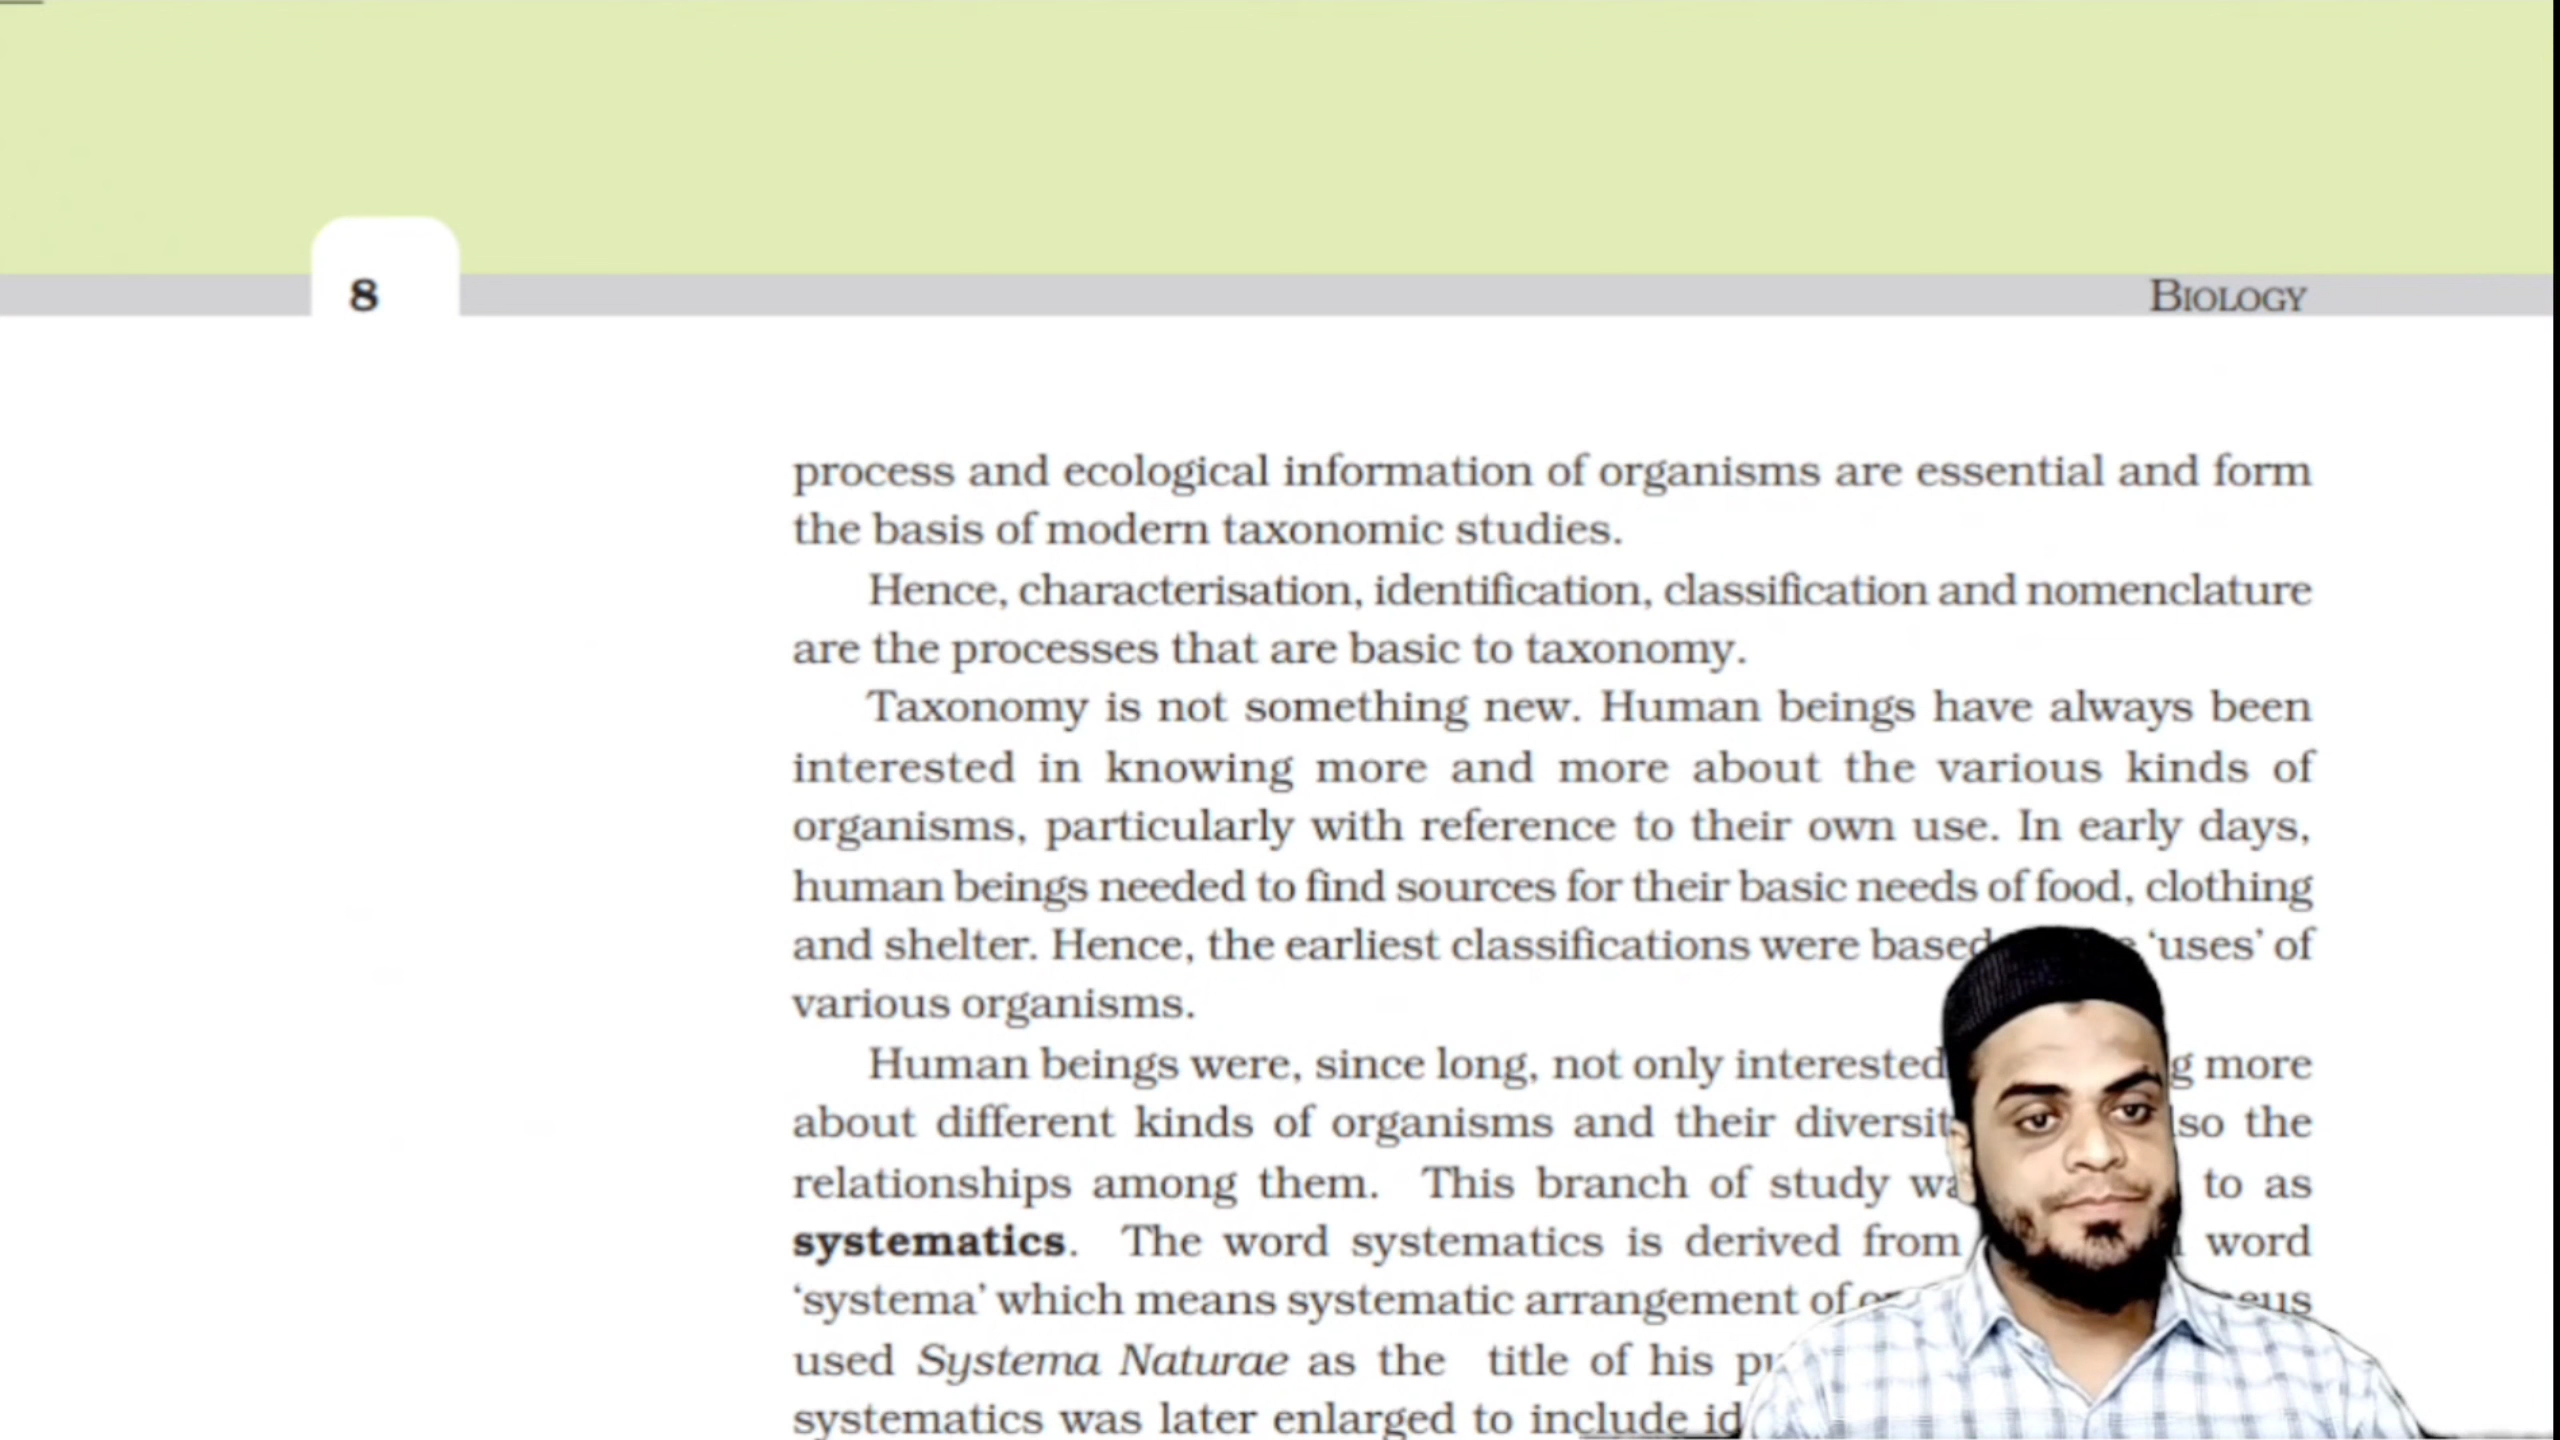 8
BIOLOGY
process and ecological information of organisms are essential and form
the basis of modern taxonomic studies.
Hence, characterisation, identification, classification and nomenclature
are the processes that are basic to taxonomy.
Taxonomy is not something new. Human beings have always been
interested in knowing more and more about the various kinds of
organisms, particularly with reference to their own use. In early days,
human beings needed to find sources for their basic needs of food, clothing
and shelter. Hence, the earliest classifications were based ‘uses’ of
various organisms.
Human beings were, since long, not only interested more
about different kinds of organisms and their the
relationships among them. This branch of study to as
systematics. The word systematics is derived from word
‘systema’ which means systematic arrangement of
used Systema Naturae as the title of his
systematics was later enlarged to include